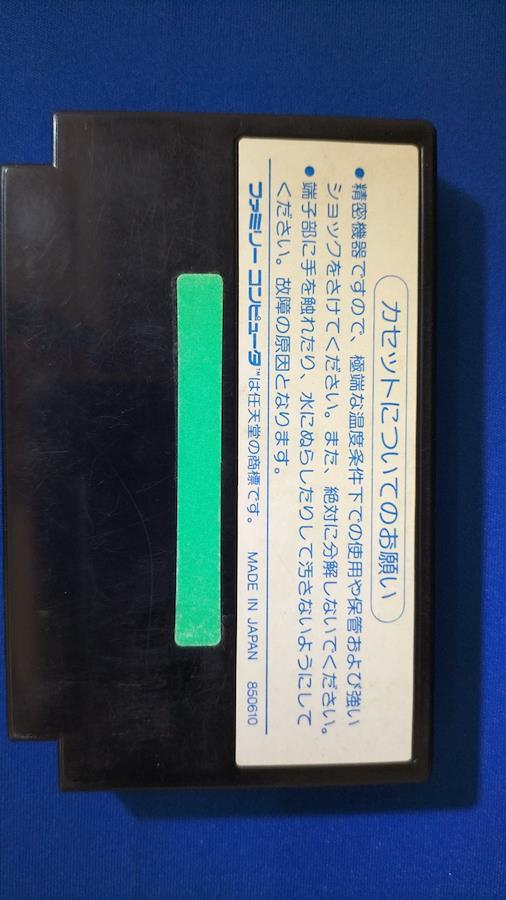 カセットについてのお願い
●精密機器ですので、極端な温度条件下での使用や保管および強い
ショックをさけてください。また、絶対に分解しないでください。
●端子部に手を触れたり、水にぬらしたりして汚さないようにして
ください。故障の原因となります。
ファミリー コンピュータ™は任天堂の商標です。 MADE IN JAPAN 850610